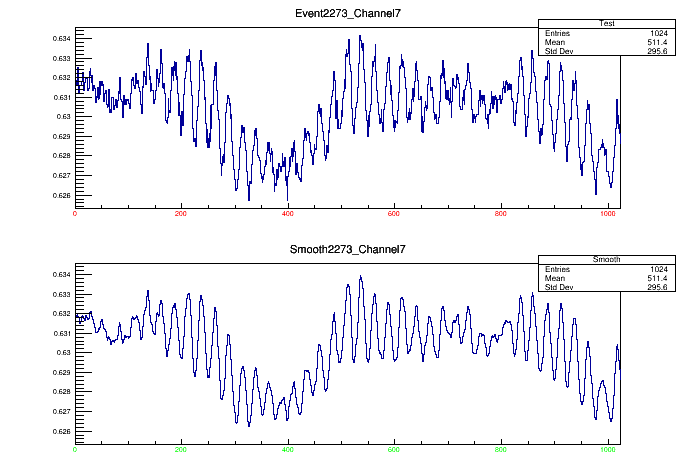 Event2273_Channel7
Test
Entries 1024
Mean 511.4
Std Dev 295.6
0.634
0.633
0.632
0.631
0.63
0.629
0.628
0.627
0.626
0 200 400 600 800 1000
Smooth2273_Channel7
Smooth
Entries 1024
Mean 511.4
Std Dev 295.6
0.634
0.633
0.632
0.631
0.63
0.629
0.628
0.627
0.626
0 200 400 600 800 1000